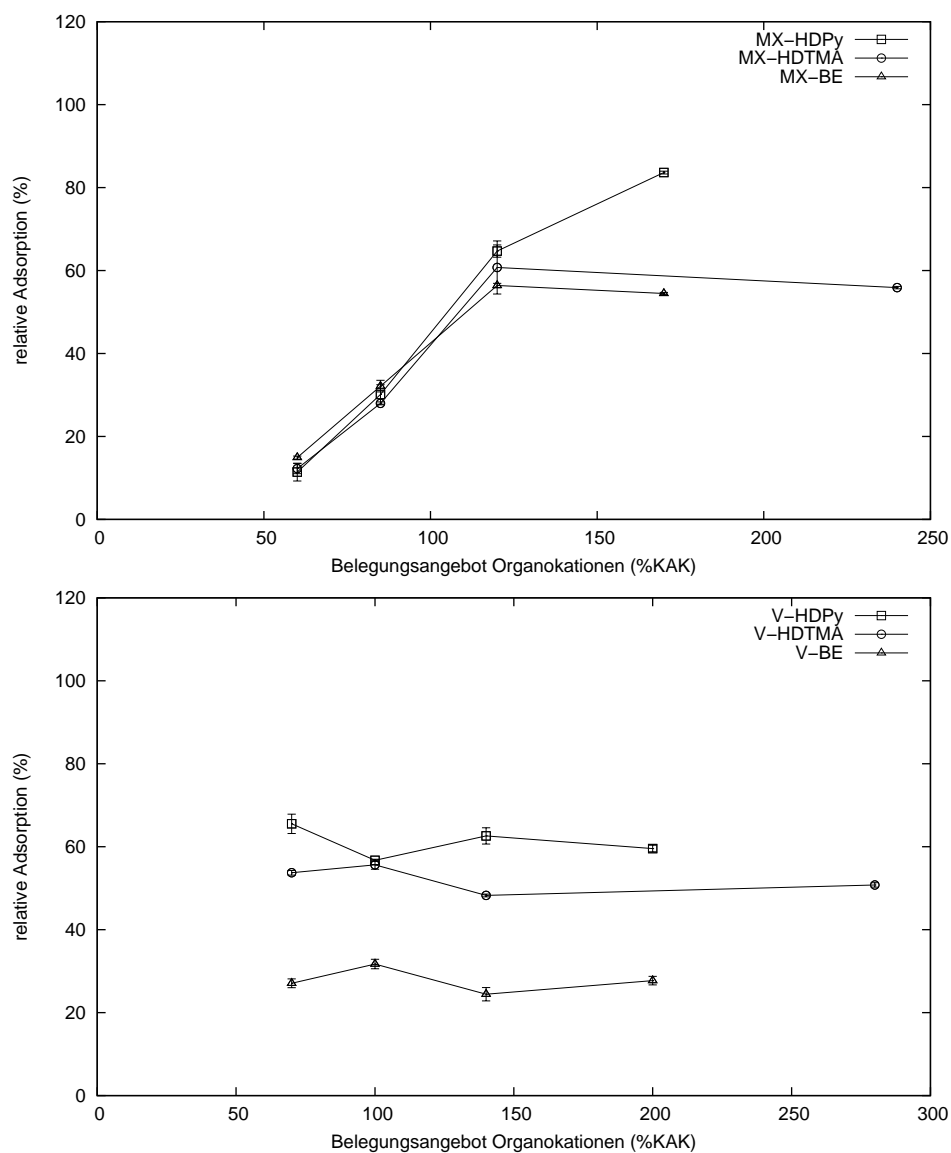 120
100
80
60
40
20
0
relative Adsorption (%)
MX−HDPy
MX−HDTMA
MX−BE
0 50 100 150 200 250
Belegungsangebot Organokationen (%KAK)
120
100
80
60
40
20
0
relative Adsorption (%)
V−HDPy
V−HDTMA
V−BE
0 50 100 150 200 250 300
Belegungsangebot Organokationen (%KAK)